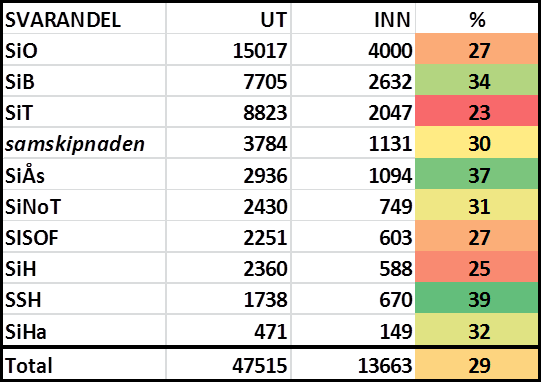 SVARANDEL UT INN %
SiO 15017 4000 27
SiB 7705 2632 34
SiT 8823 2047 23
samskipnaden 3784 1131 30
SiÅs 2936 1094 37
SiNoT 2430 749 31
SISOF 2251 603 27
SiH 2360 588 25
SSH 1738 670 39
SiHa 471 149 32
Total 47515 13663 29